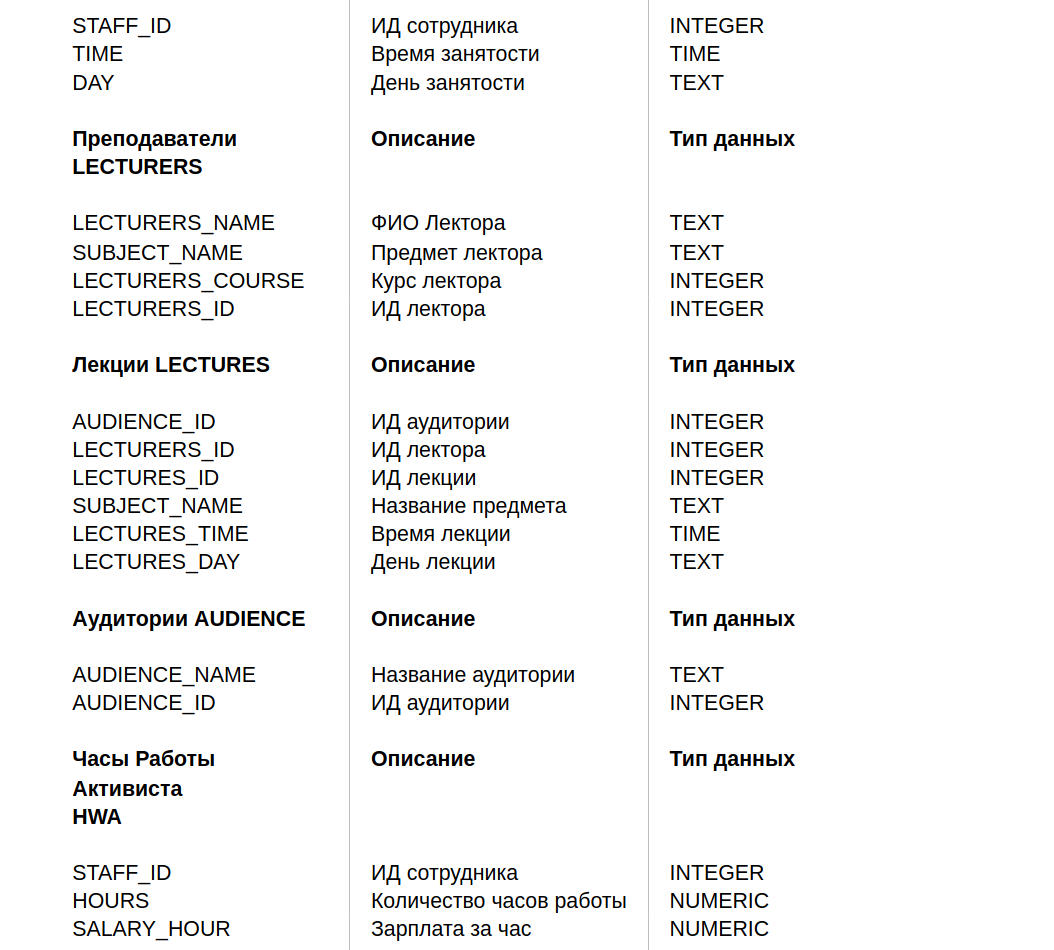 STAFF_ID ИД сотрудника INTEGER
TIME Время занятости TIME
DAY День занятости TEXT
Преподаватели Описание Тип данных
LECTURERS
LECTURERS_NAME ФИО Лектора TEXT
SUBJECT_NAME Предмет лектора TEXT
LECTURERS_COURSE Курс лектора INTEGER
LECTURERS_ID ИД лектора INTEGER
Лекции LECTURES Описание Тип данных
AUDIENCE_ID ИД аудитории INTEGER
LECTURERS_ID ИД лектора INTEGER
LECTURES_ID ИД лекции INTEGER
SUBJECT_NAME Название предмета TEXT
LECTURES_TIME Время лекции TIME
LECTURES_DAY День лекции TEXT
Аудитории AUDIENCE Описание Тип данных
AUDIENCE_NAME Название аудитории TEXT
AUDIENCE_ID ИД аудитории INTEGER
Часы Работы Описание Тип данных
Активиста
HWA
STAFF_ID ИД сотрудника INTEGER
HOURS Количество часов работы NUMERIC
SALARY_HOUR Зарплата за час NUMERIC